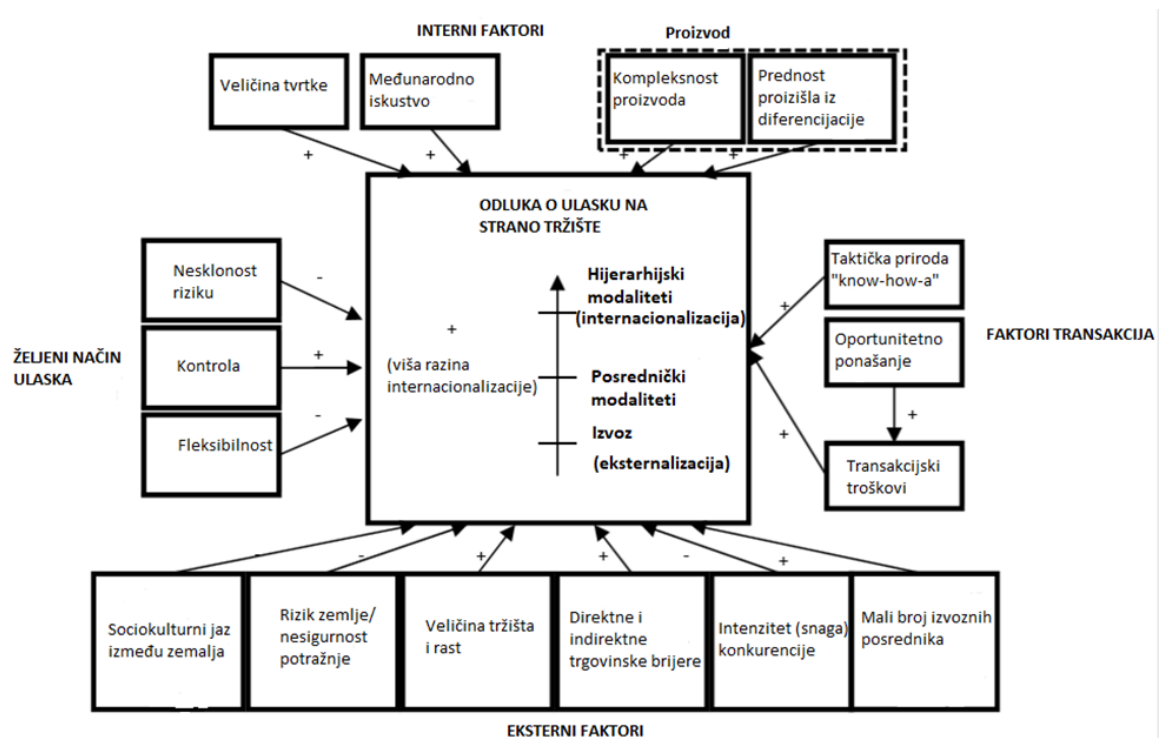 INTERNI FAKTORI
Proizvod
Veličina tvrtke
Međunarodno
iskustvo
Kompleksnost
proizvoda
Prednost
proizišla iz
diferencijacije
+
+
+
+
ODLUKA O ULASKU NA
STRANO TRŽIŠTE
ŽELJENI NAČIN
ULASKA
Nesklonost
riziku
-
Kontrola
+
Fleksibilnost
-
+
(viša razina
internacionalizacije)
Hijerarhijski
modaliteti
(internacionalizacija)
Posrednički
modaliteti
Izvoz
(eksternalizacija)
Taktička priroda
"know-how-a"
+
Oportunitetno
ponašanje
+
Transakcijski
troškovi
+
FAKTORI TRANSAKCIJA
-
-
+
+
-
+
Sociokulturni jaz
između zemalja
Rizik zemlje/
nesigurnost
potražnje
Veličina tržišta
i rast
Direktne i
indirektne
trgovinske brijere
Intenzitet (snaga)
konkurencije
Mali broj izvoznih
posrednika
EKSTERNI FAKTORI